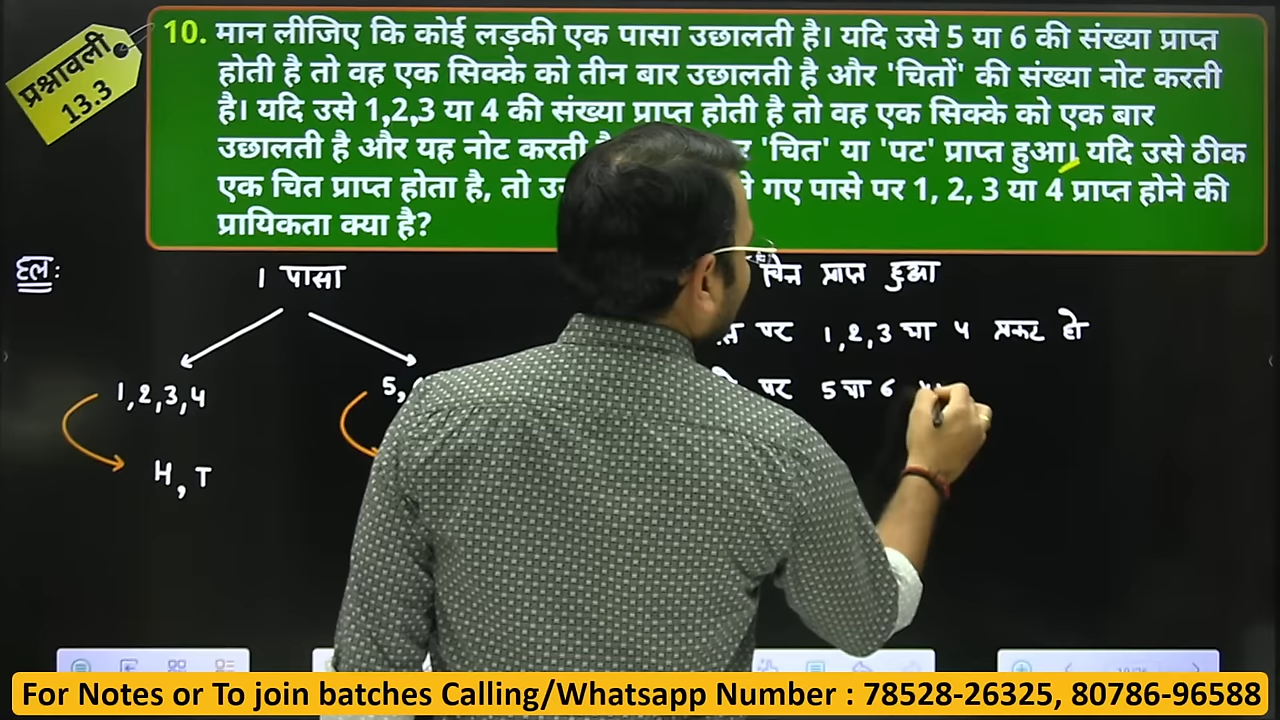 प्रश्नावली
13.3
10. मान लीजिए कि कोई लड़की एक पासा उछालती है। यदि उसे 5 या 6 की संख्या प्राप्त
होती है तो वह एक सिक्के को तीन बार उछालती है और 'चितों' की संख्या नोट करती
है। यदि उसे 1,2,3 या 4 की संख्या प्राप्त होती है तो वह एक सिक्के को एक बार
उछालती है और यह नोट करती 'चित' या 'पट' प्राप्त हुआ। यदि उसे ठीक
एक चित प्राप्त होता है, तो गए पासे पर 1, 2, 3 या 4 प्राप्त होने की
प्रायिकता क्या है?
हल:
1 पासा
चित प्राप्त हुआ
पर 1,2,3 या 4 प्रकट हो
1,2,3,4
5,
पर 5 या 6
H, T
For Notes or To join batches Calling/Whatsapp Number : 78528-26325, 80786-96588